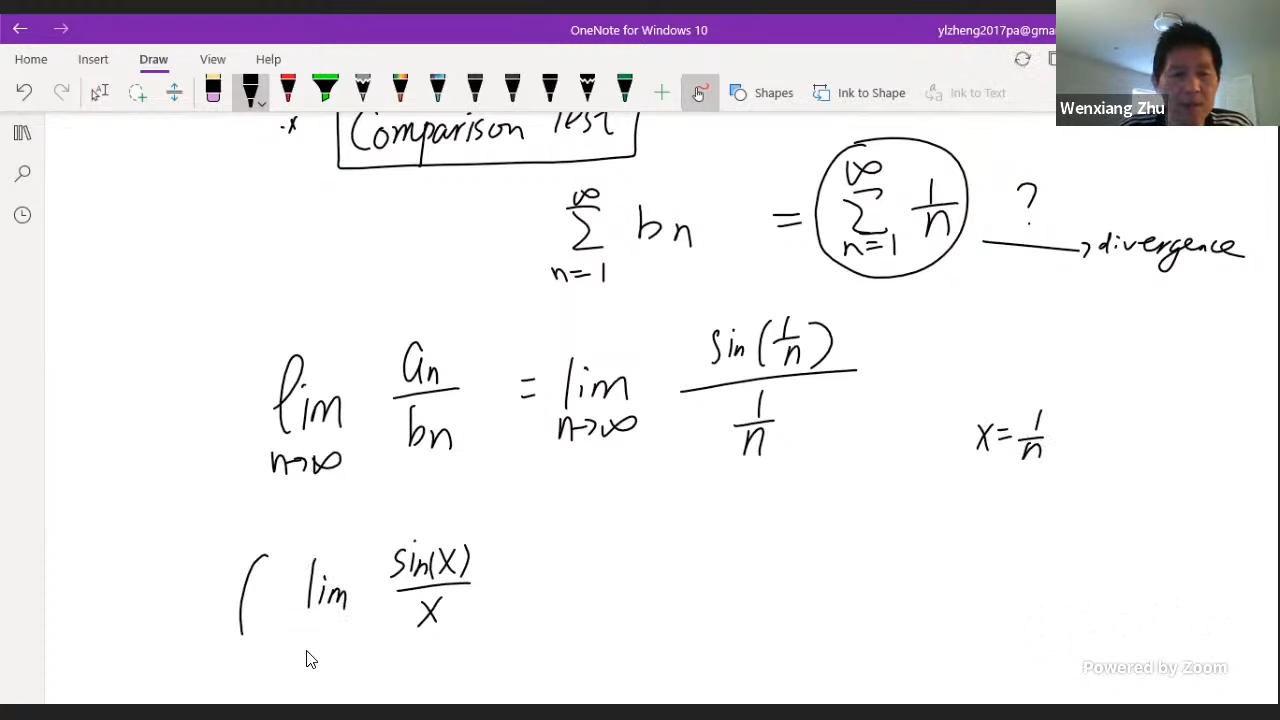 OneNote for Windows 10
ylzheng2017pa@gma
Home Insert Draw View Help
Shapes Ink to Shape Ink to Text
Wenxiang Zhu
Comparison Test
∞ ∑ n=1 bn = ∞ ∑ n=1 1/n ? → divergence
lim n→∞ an/bn = lim n→∞ sin(1/n) / 1/n
x = 1/n
( lim sin(x)/x
Powered by Zoom